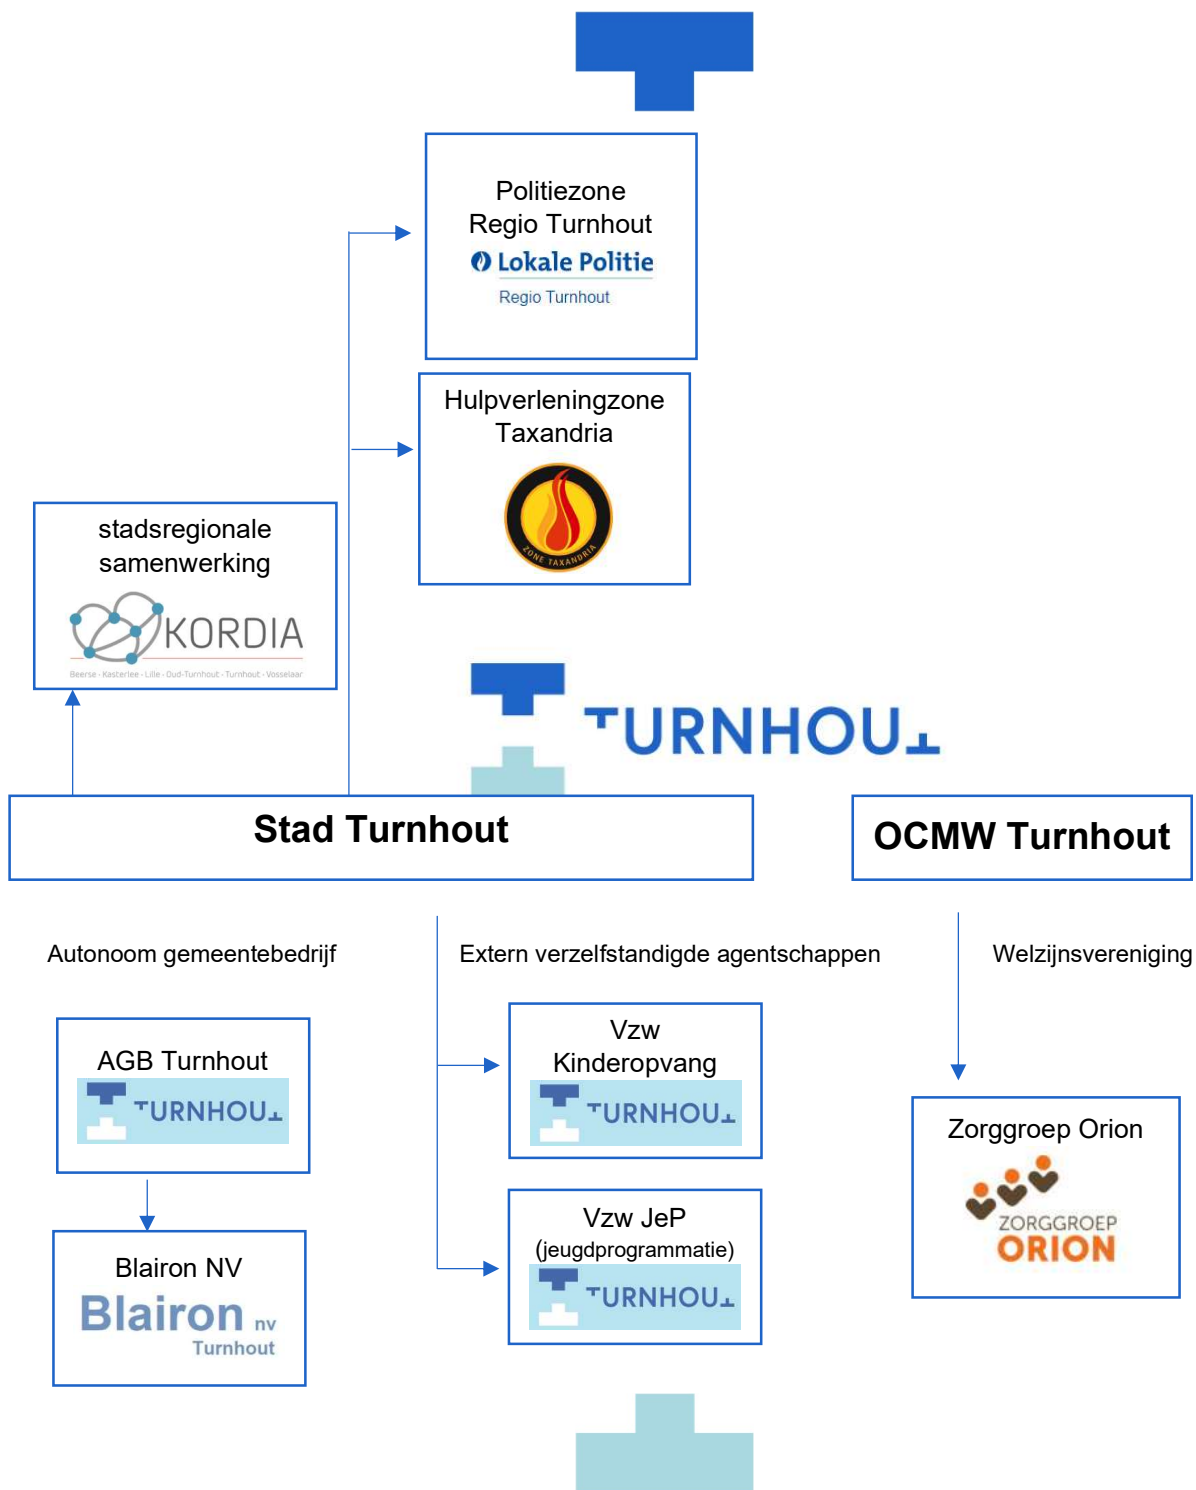 Politiezone
Regio Turnhout
Lokale Politie
Regio Turnhout
Hulpverleningzone
Taxandria
ZONE TAXANDRIA
stadsregionale
samenwerking
KORDIA
Beerse - Kasterlee - Lille - Oud-Turnhout - Turnhout - Vosselaar
TURNHOUT
Stad Turnhout
OCMW Turnhout
Autonoom gemeentebedrijf
Extern verzelfstandigde agentschappen
Welzijnsvereniging
AGB Turnhout
TURNHOUT
Blairon NV
Blairon nv
Turnhout
Vzw
Kinderopvang
TURNHOUT
Vzw JeP
(jeugdprogrammatie)
TURNHOUT
Zorggroep Orion
ZORGGROEP
ORION